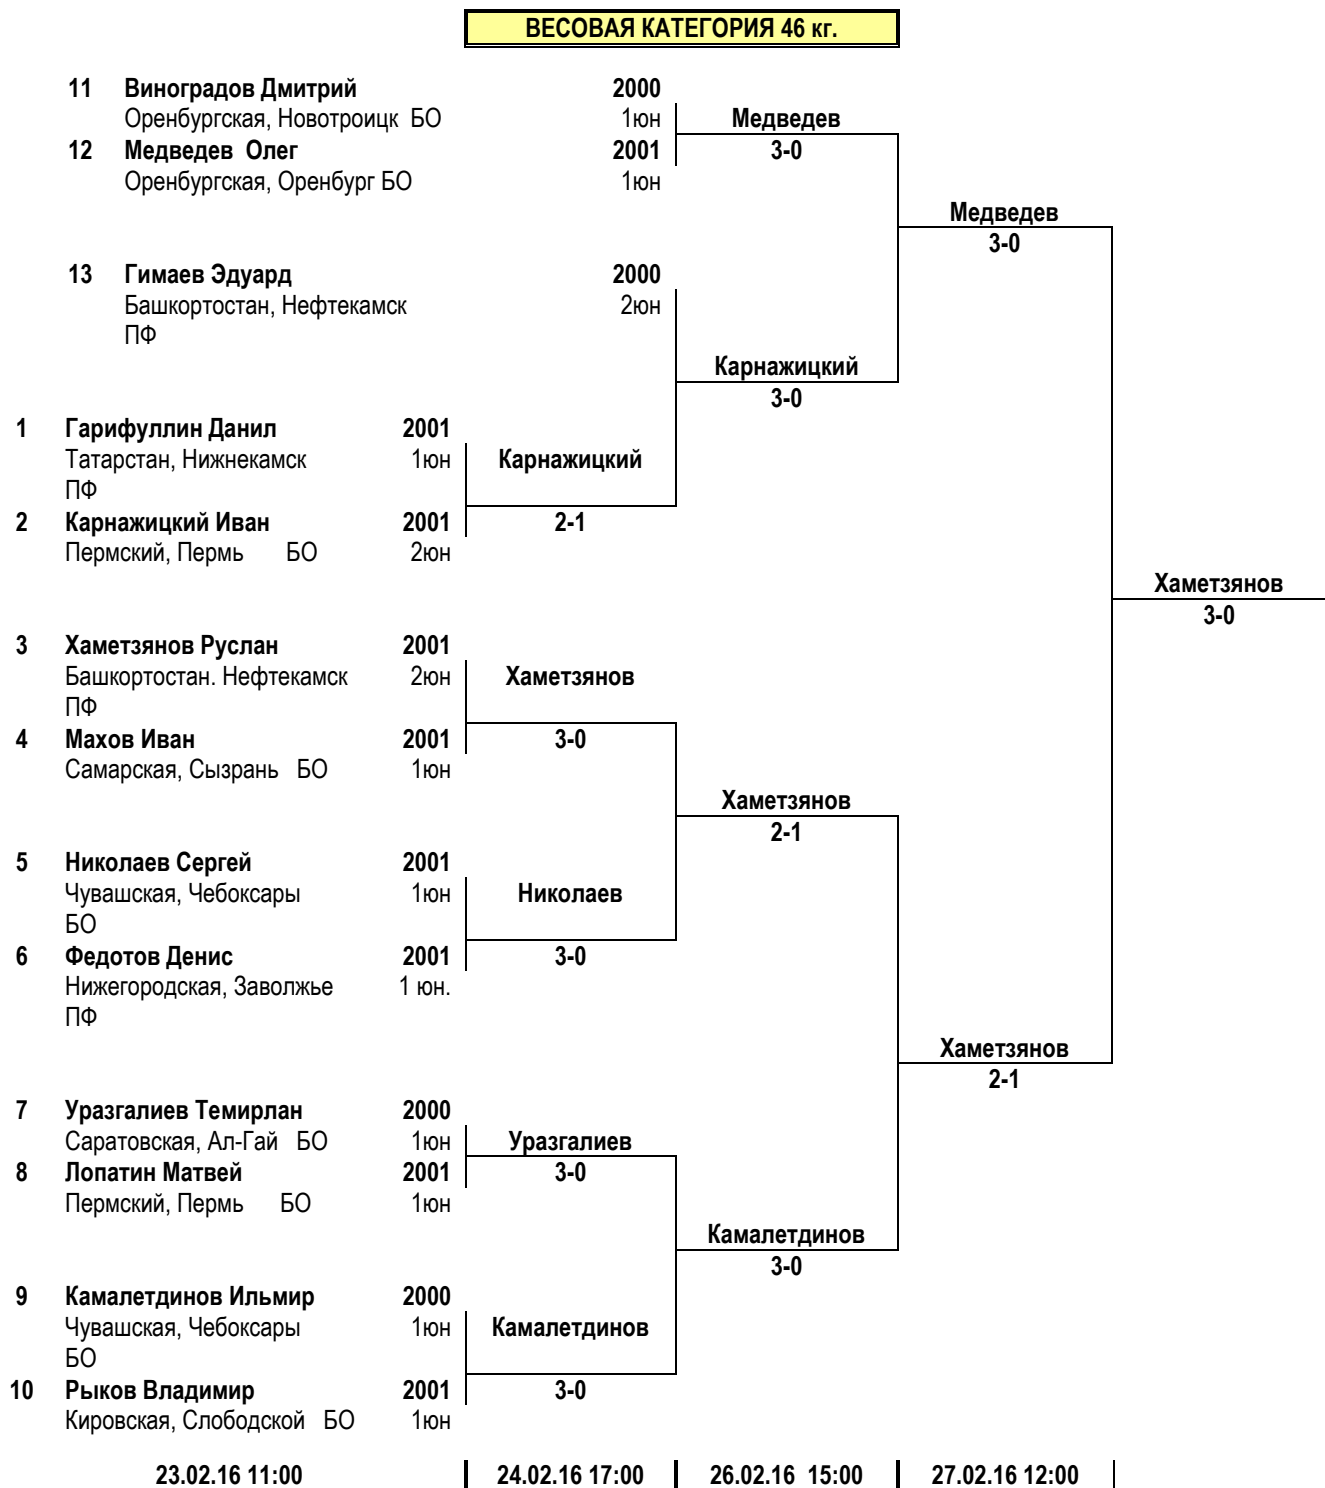 ВЕСОВАЯ КАТЕГОРИЯ 46 кг.
11 Виноградов Дмитрий 2000
Оренбургская, Новотроицк БО 1юн Медведев
12 Медведев Олег 2001 3-0
Оренбургская, Оренбург БО 1юн
Медведев
3-0
13 Гимаев Эдуард 2000
Башкортостан, Нефтекамск 2юн
ПФ
Карнажицкий
3-0
1 Гарифуллин Данил 2001
Татарстан, Нижнекамск 1юн Карнажицкий
ПФ
2 Карнажицкий Иван 2001 2-1
Пермский, Пермь БО 2юн
Хаметзянов
3-0
3 Хаметзянов Руслан 2001
Башкортостан. Нефтекамск 2юн Хаметзянов
ПФ
4 Махов Иван 2001 3-0
Самарская, Сызрань БО 1юн
Хаметзянов
2-1
5 Николаев Сергей 2001
Чувашская, Чебоксары 1юн Николаев
БО
6 Федотов Денис 2001 3-0
Нижегородская, Заволжье 1 юн.
ПФ
Хаметзянов
2-1
7 Уразгалиев Темирлан 2000
Саратовская, Ал-Гай БО 1юн Уразгалиев
8 Лопатин Матвей 2001 3-0
Пермский, Пермь БО 1юн
Камалетдинов
3-0
9 Камалетдинов Ильмир 2000
Чувашская, Чебоксары 1юн Камалетдинов
БО
10 Рыков Владимир 2001 3-0
Кировская, Слободской БО 1юн
23.02.16 11:00 24.02.16 17:00 26.02.16 15:00 27.02.16 12:00